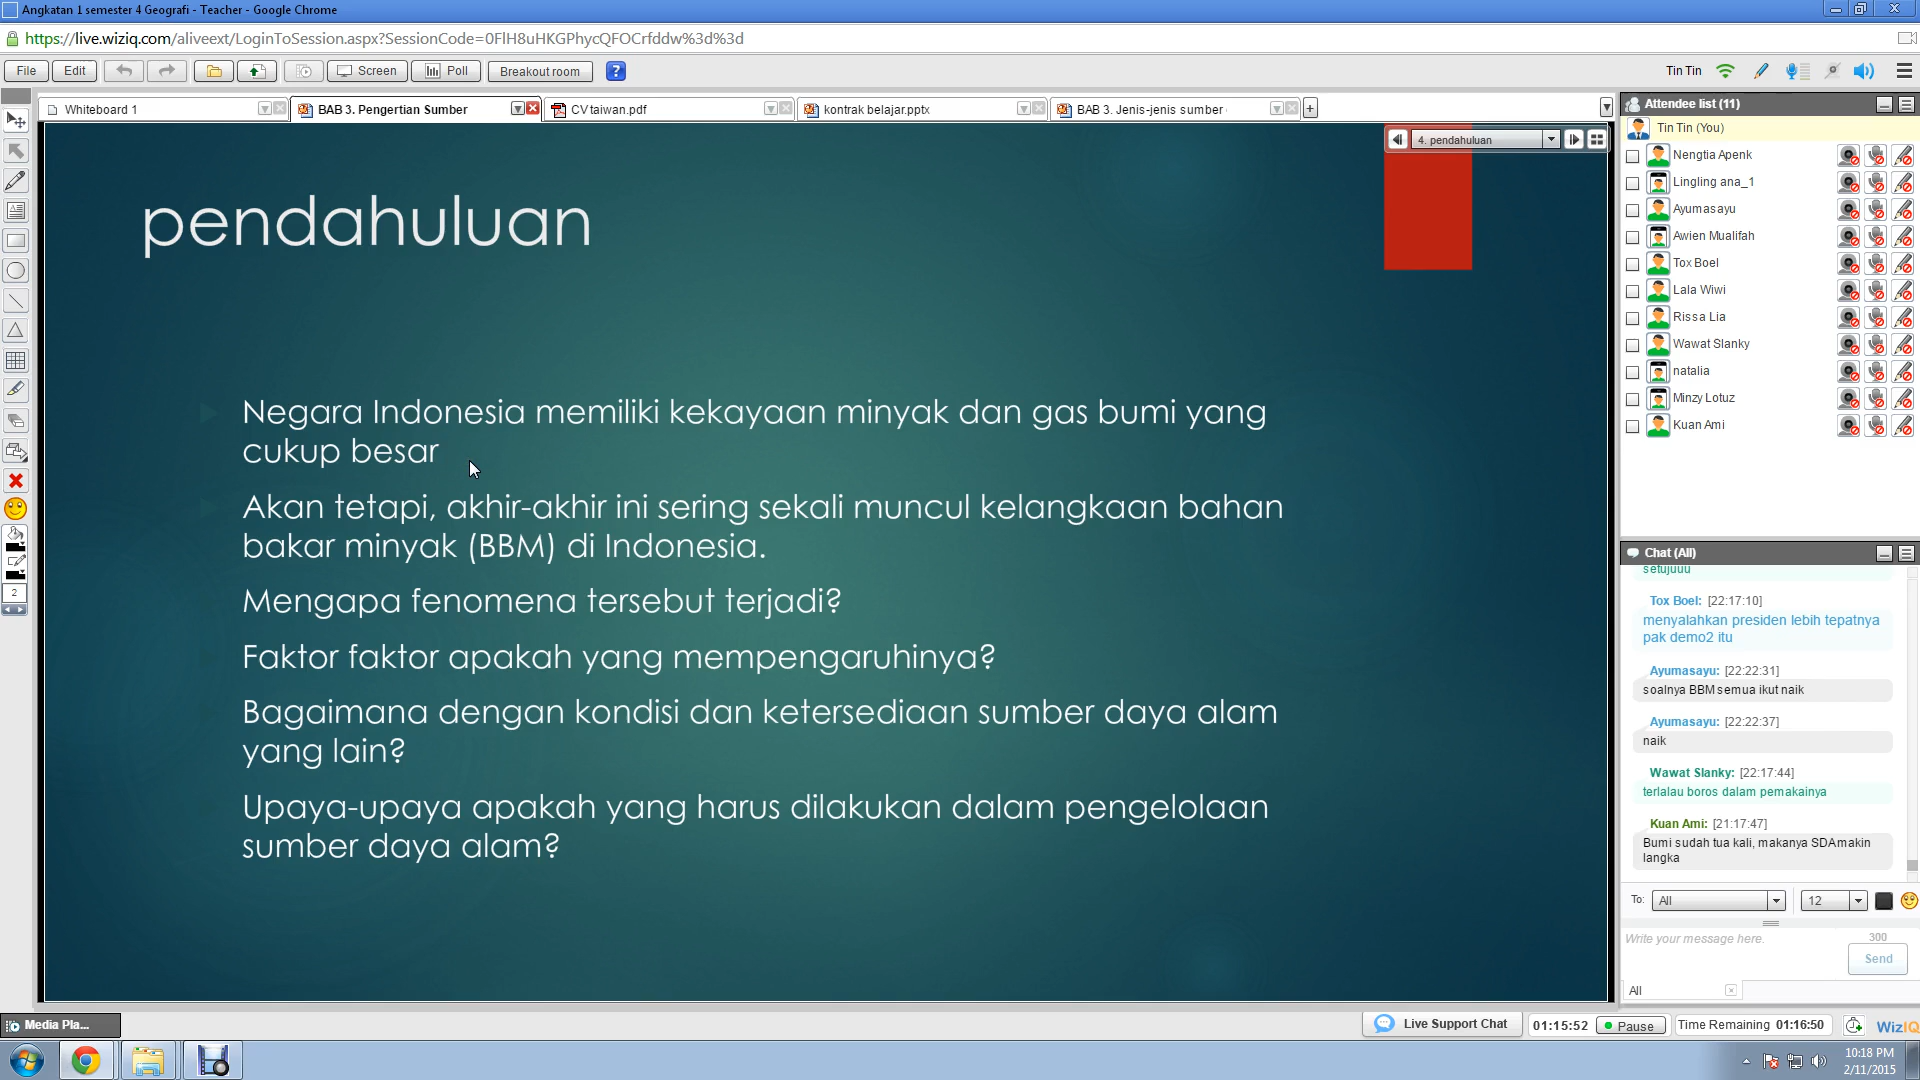 Angkatan 1 semester 4 Geografi - Teacher - Google Chrome
https://live.wiziq.com/aliveext/LoginToSession.aspx?SessionCode=0FlH8uHKGPhycQFOCrfddw%3d%3d
File Edit Screen Poll Breakout room ? Tin Tin
Whiteboard 1 BAB 3. Pengertian Sumber CV taiwan.pdf kontrak belajar.pptx BAB 3. Jenis-jenis sumber +
4. pendahuluan
pendahuluan
Negara Indonesia memiliki kekayaan minyak dan gas bumi yang
cukup besar
Akan tetapi, akhir-akhir ini sering sekali muncul kelangkaan bahan
bakar minyak (BBM) di Indonesia.
Mengapa fenomena tersebut terjadi?
Faktor faktor apakah yang mempengaruhinya?
Bagaimana dengan kondisi dan ketersediaan sumber daya alam
yang lain?
Upaya-upaya apakah yang harus dilakukan dalam pengelolaan
sumber daya alam?
2
Attendee list (11)
Tin Tin (You)
Nengtia Apenk
Lingling ana_1
Ayumasayu
Awien Mualifah
Tox Boel
Lala Wiwi
Rissa Lia
Wawat Slanky
natalia
Minzy Lotuz
Kuan Ami
Chat (All)
setujuuu
Tox Boel: [22:17:10]
menyalahkan presiden lebih tepatnya
pak demo2 itu
Ayumasayu: [22:22:31]
soalnya BBM semua ikut naik
Ayumasayu: [22:22:37]
naik
Wawat Slanky: [22:17:44]
terlalau boros dalam pemakainya
Kuan Ami: [21:17:47]
Bumi sudah tua kali, makanya SDA makin
langka
To: All 12
Write your message here. 300
Send
All
Media Pla...
Live Support Chat 01:15:52 Pause Time Remaining 01:16:50 WizIQ
10:18 PM
2/11/2015